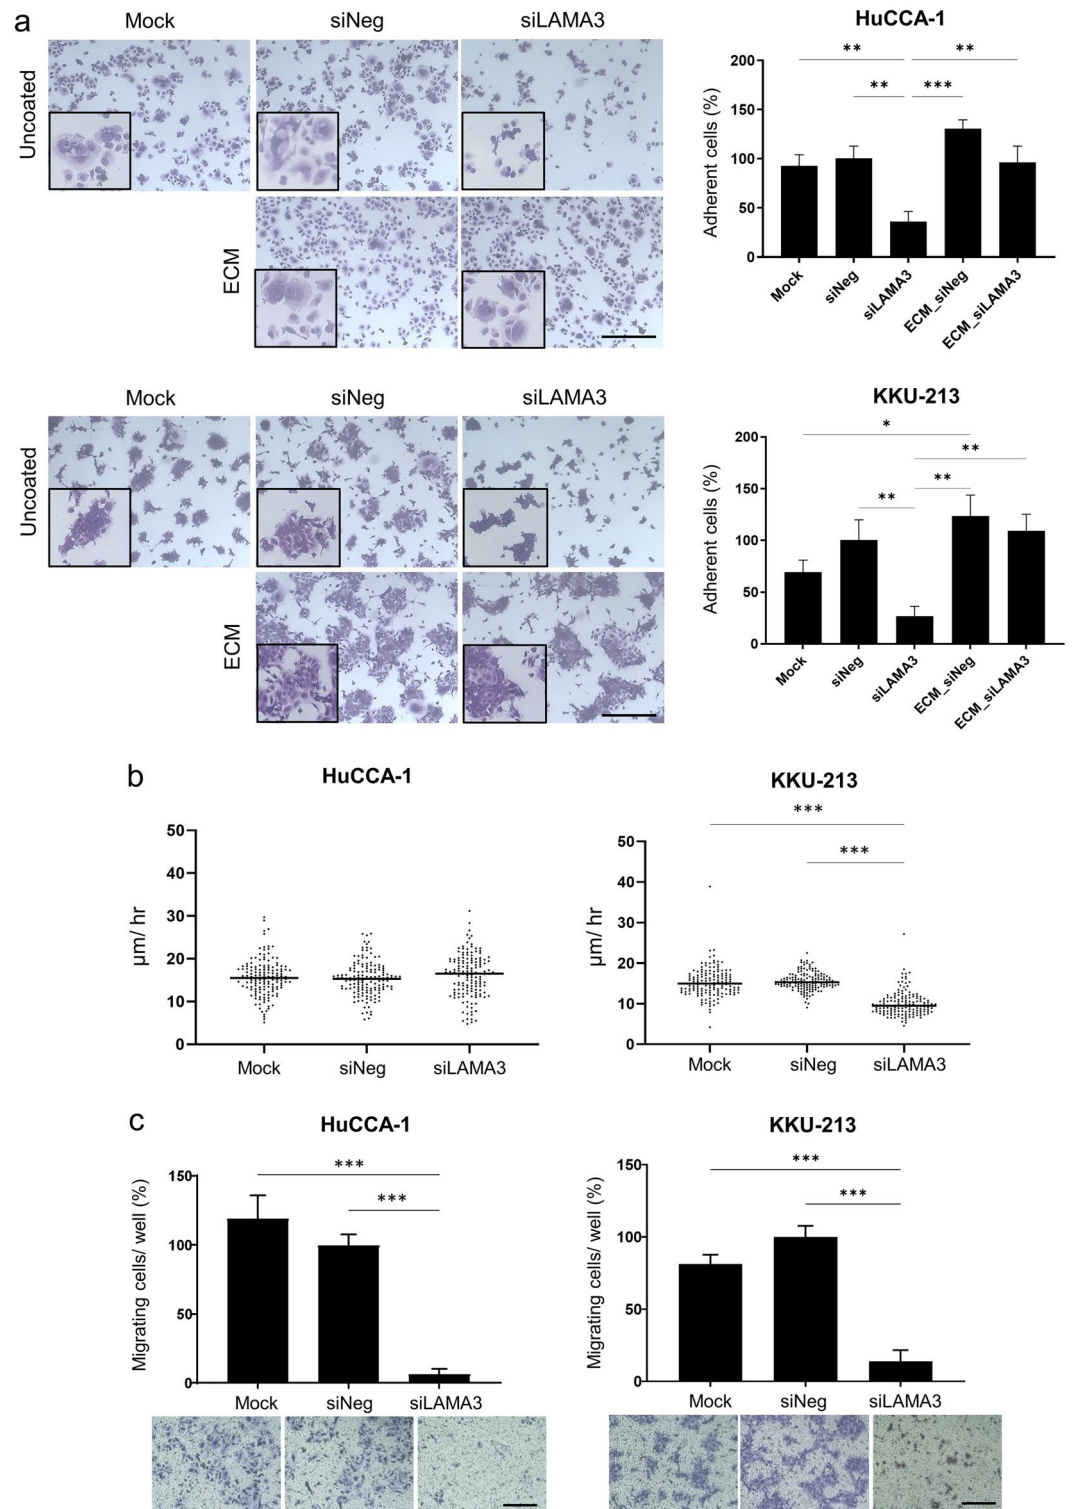 a
Mock siNeg siLAMA3
Uncoated
ECM
HuCCA-1
Adherent cells (%)
200
150
100
50
0
** **
** ***
Mock siNeg siLAMA3 ECM_siNeg ECM_siLAMA3
Mock siNeg siLAMA3
Uncoated
ECM
KKU-213
Adherent cells (%)
200
150
100
50
0
*
**
**
**
Mock siNeg siLAMA3 ECM_siNeg ECM_siLAMA3
b
HuCCA-1
µm/ hr
50
40
30
20
10
0
Mock siNeg siLAMA3
KKU-213
µm/ hr
50
40
30
20
10
0
***
***
Mock siNeg siLAMA3
c
HuCCA-1
Migrating cells/ well (%)
150
100
50
0
***
***
Mock siNeg siLAMA3
KKU-213
Migrating cells/ well (%)
150
100
50
0
***
***
Mock siNeg siLAMA3